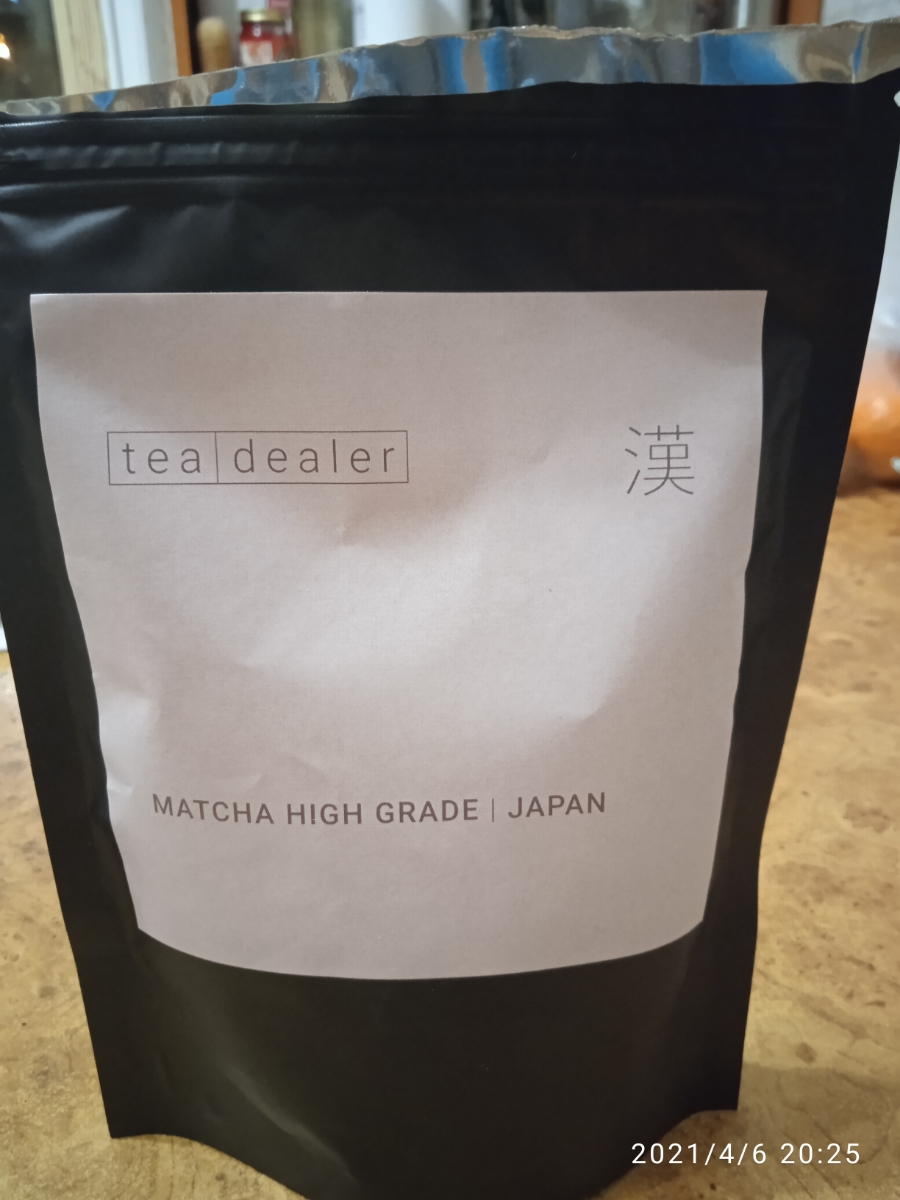 tea dealer
漢
MATCHA HIGH GRADE | JAPAN
2021/4/6 20:25